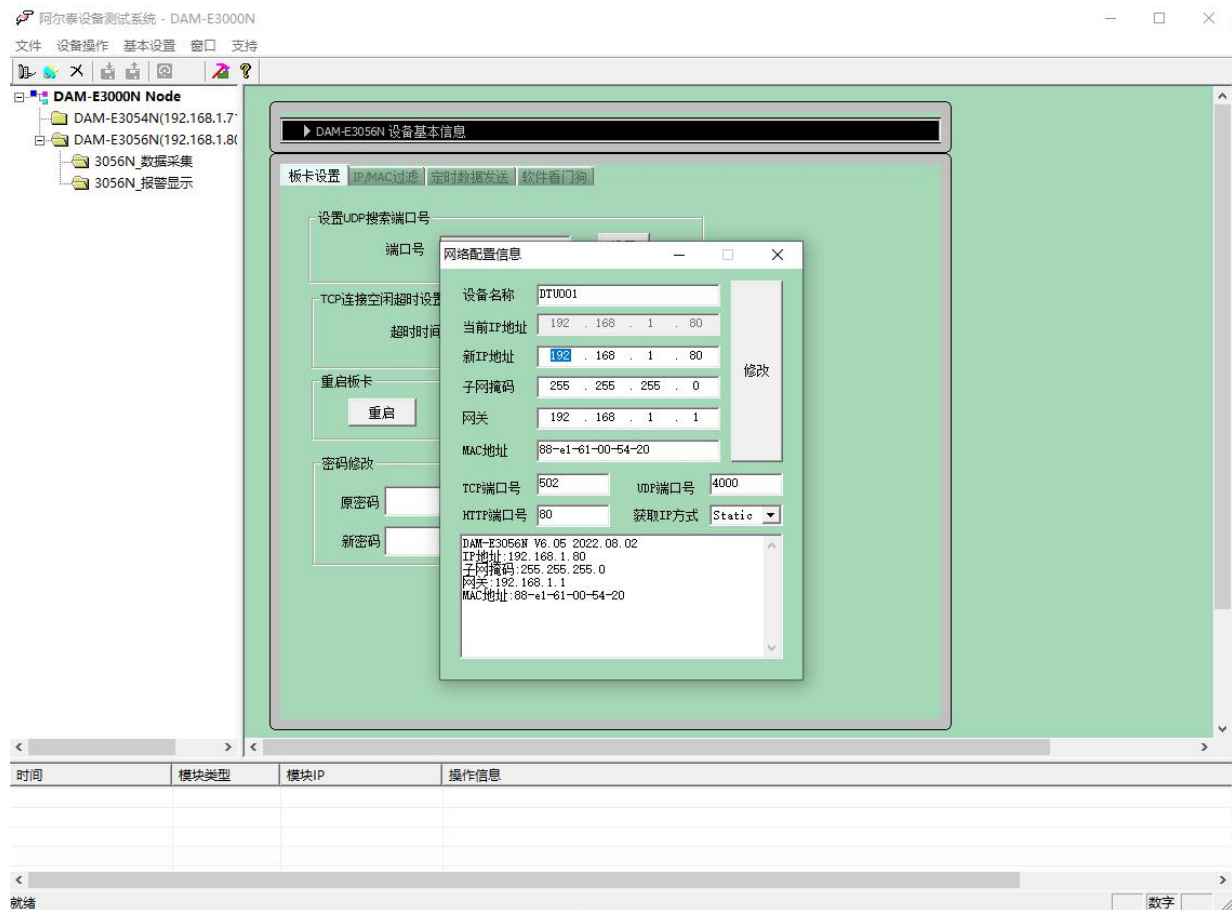 阿尔泰设备测试系统 - DAM-E3000N
文件 设备操作 基本设置 窗口 支持
DAM-E3000N Node
DAM-E3054N(192.168.1.7
DAM-E3056N(192.168.1.80
3056N_数据采集
3056N_报警显示
DAM-E3056N 设备基本信息
板卡设置 IP/MAC过滤 定时数据发送 软件看门狗
设置UDP搜索端口号
端口号
TCP连接空闲超时设置
超时时间
重启板卡
重启
密码修改
原密码
新密码
网络配置信息
设备名称 DTU001
当前IP地址 192 . 168 . 1 . 80
新IP地址 192 . 168 . 1 . 80
子网掩码 255 . 255 . 255 . 0
网关 192 . 168 . 1 . 1
MAC地址 88-e1-61-00-54-20
修改
TCP端口号 502 UDP端口号 4000
HTTP端口号 80 获取IP方式 Static
DAM-E3056N V6.05 2022.08.02
IP地址:192.168.1.80
子网掩码:255.255.255.0
网关:192.168.1.1
MAC地址:88-e1-61-00-54-20
时间 模块类型 模块IP 操作信息
就绪 数字